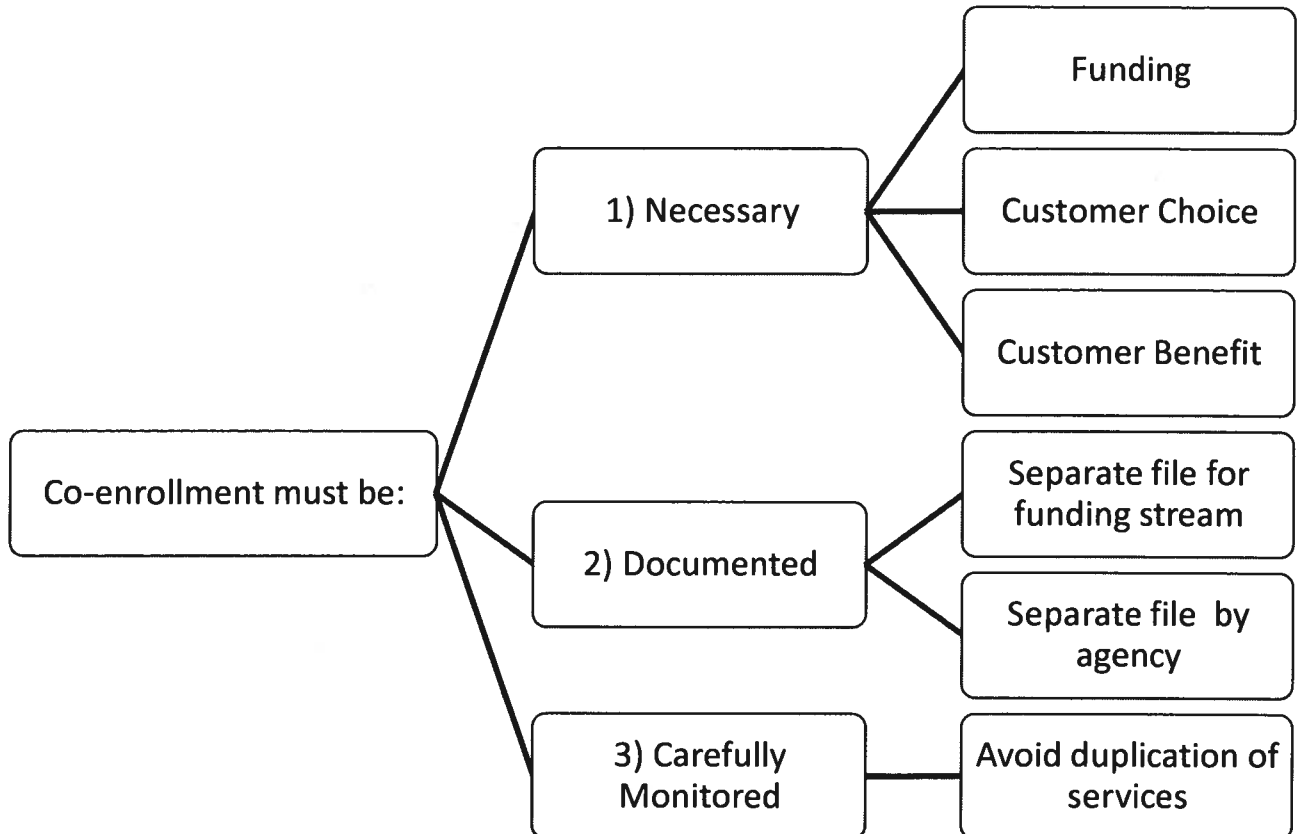 Co-enrollment must be:
1) Necessary
Funding
Customer Choice
Customer Benefit
2) Documented
Separate file for
funding stream
Separate file by
agency
3) Carefully
Monitored
Avoid duplication of
services